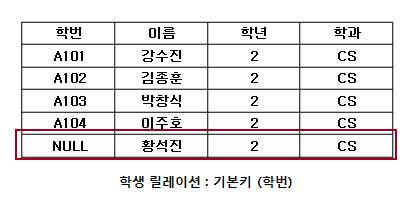 학번 이름 학년 학과
A101 강수진 2 CS
A102 김종훈 2 CS
A103 박창식 2 CS
A104 이주호 2 CS
NULL 황석진 2 CS
학생 릴레이션 : 기본키 (학번)